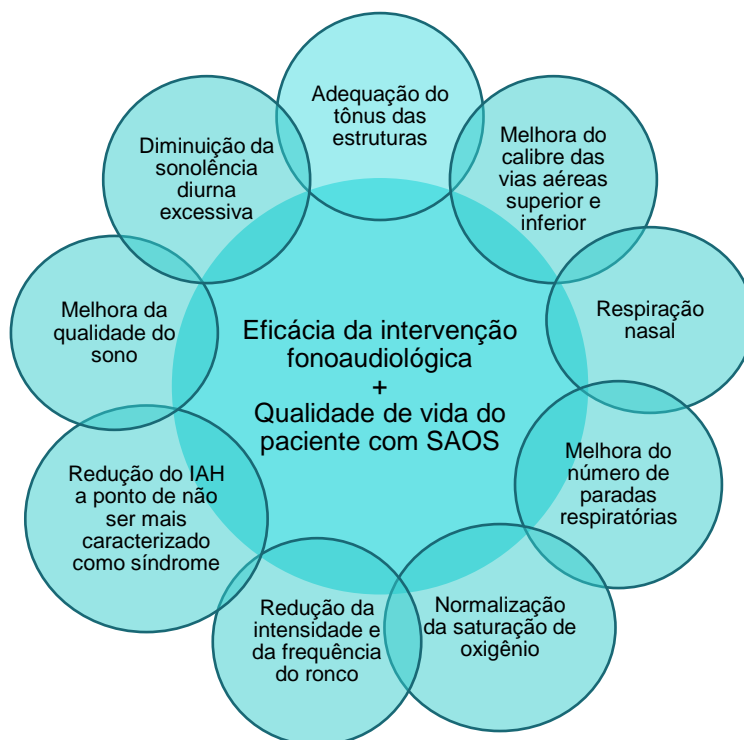 Adequação do
tônus das
estruturas
Melhora do
calibre das
vias aéreas
superior e
inferior
Respiração
nasal
Melhora do
número de
paradas
respiratórias
Normalização
da saturação de
oxigênio
Redução da
intensidade e
da frequência
do ronco
Redução do IAH
a ponto de não
ser mais
caracterizado
como síndrome
Melhora da
qualidade do
sono
Diminuição da
sonolência
diurna
excessiva
Eficácia da intervenção
fonoaudiológica
+
Qualidade de vida do
paciente com SAOS